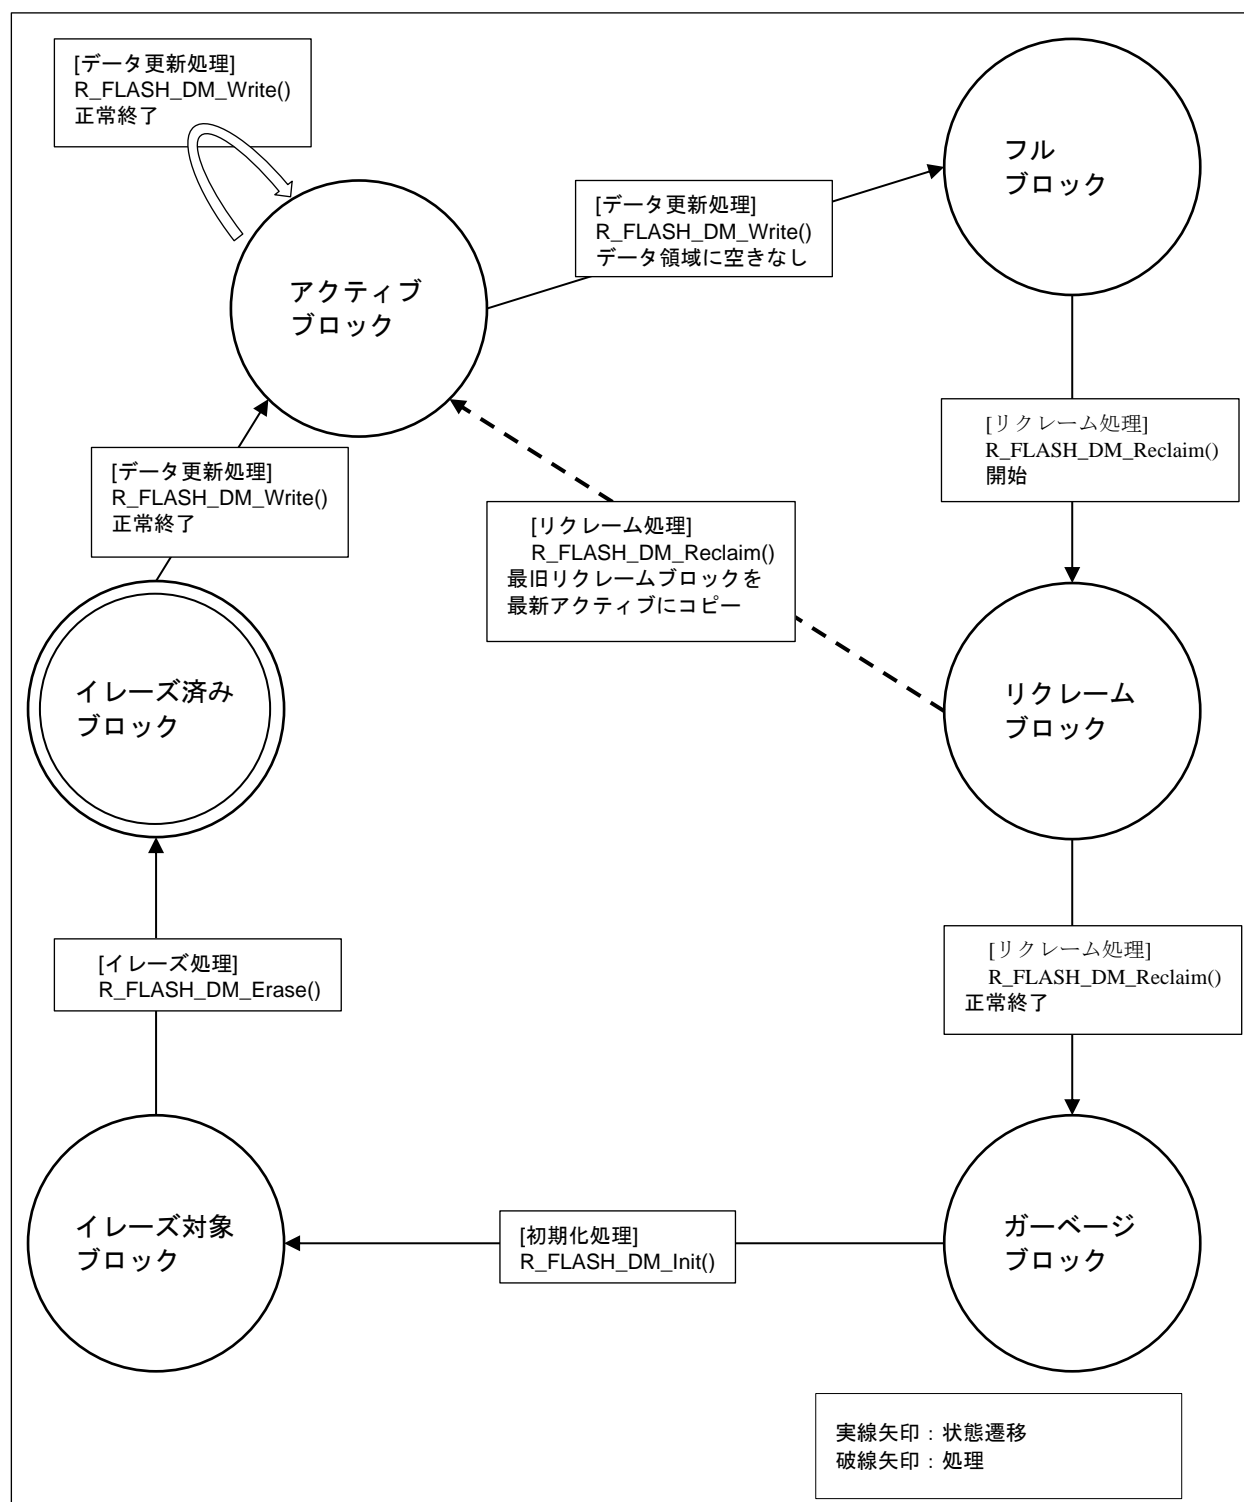 [データ更新処理]
R_FLASH_DM_Write()
正常終了
フル
ブロック
[データ更新処理]
R_FLASH_DM_Write()
データ領域に空きなし
アクティブ
ブロック
[リクレーム処理]
R_FLASH_DM_Reclaim()
開始
[データ更新処理]
R_FLASH_DM_Write()
正常終了
[リクレーム処理]
R_FLASH_DM_Reclaim()
最旧リクレームブロックを
最新アクティブにコピー
イレーズ済み
ブロック
リクレーム
ブロック
[イレーズ処理]
R_FLASH_DM_Erase()
[リクレーム処理]
R_FLASH_DM_Reclaim()
正常終了
イレーズ対象
ブロック
[初期化処理]
R_FLASH_DM_Init()
ガーベージ
ブロック
実線矢印：状態遷移
破線矢印：処理